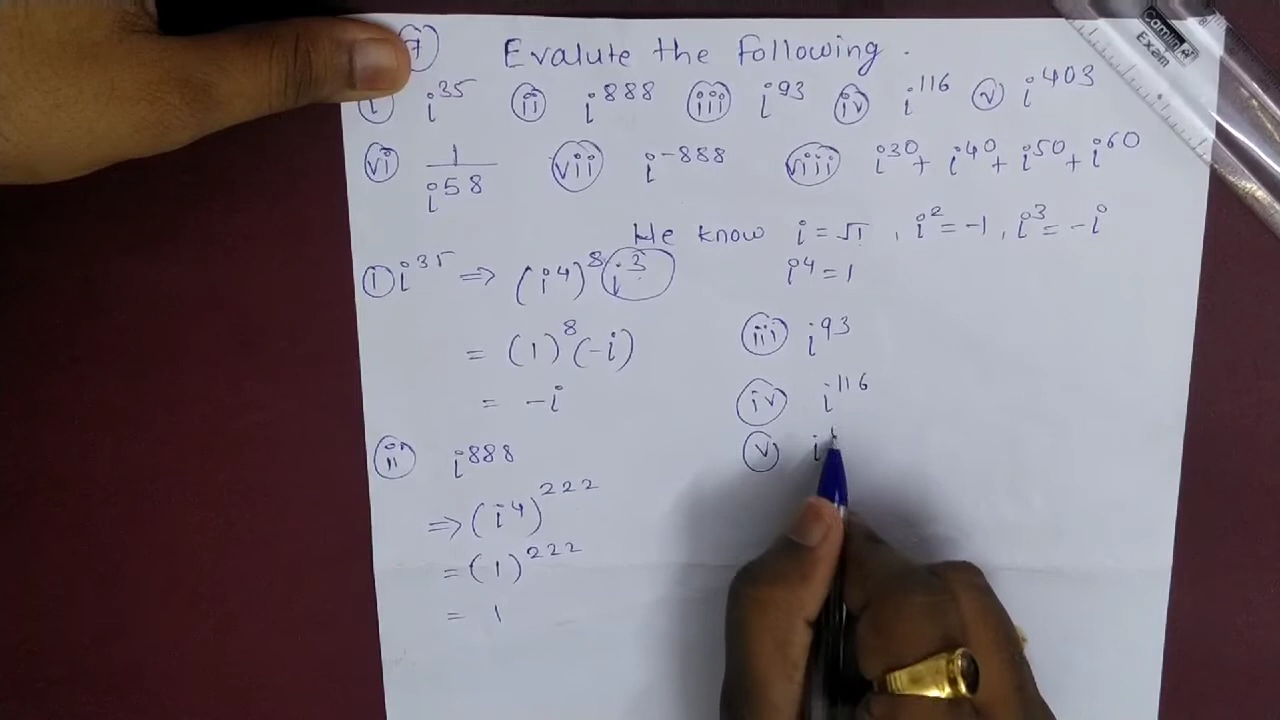 7 Evalute the following.
i i^35 ii i^888 iii i^93 iv i^116 v i^403
vi 1/i^58 vii i^-888 viii i^30 + i^40 + i^50 + i^60
We know i = √1, i^2 = -1, i^3 = -i
i^4 = 1
1 i^35 ⇒ (i^4)^8 i^3
= (1)^8 (-i)
= -i
ii i^888
⇒ (i^4)^222
= (1)^222
= 1
iii i^93
iv i^116
v i
Camlin
Exam